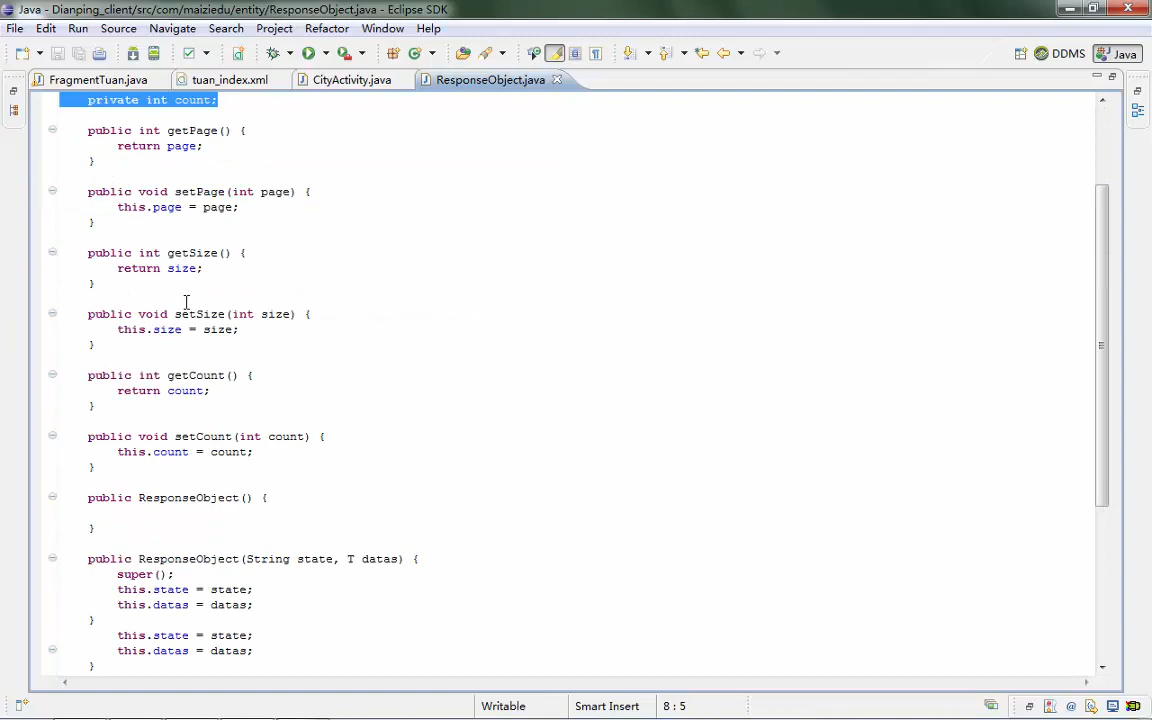 Java - Dianping_client/src/com/maiziedu/entity/ResponseObject.java - Eclipse SDK
File Edit Run Source Navigate Search Project Refactor Window Help
DDMS Java
FragmentTuan.java tuan_index.xml CityActivity.java ResponseObject.java
private int count;
public int getPage() {
return page;
}
public void setPage(int page) {
this.page = page;
}
public int getSize() {
return size;
}
public void setSize(int size) {
this.size = size;
}
public int getCount() {
return count;
}
public void setCount(int count) {
this.count = count;
}
public ResponseObject() {
}
public ResponseObject(String state, T datas) {
super();
this.state = state;
this.datas = datas;
}
this.state = state;
this.datas = datas;
}
Writable Smart Insert 8 : 5